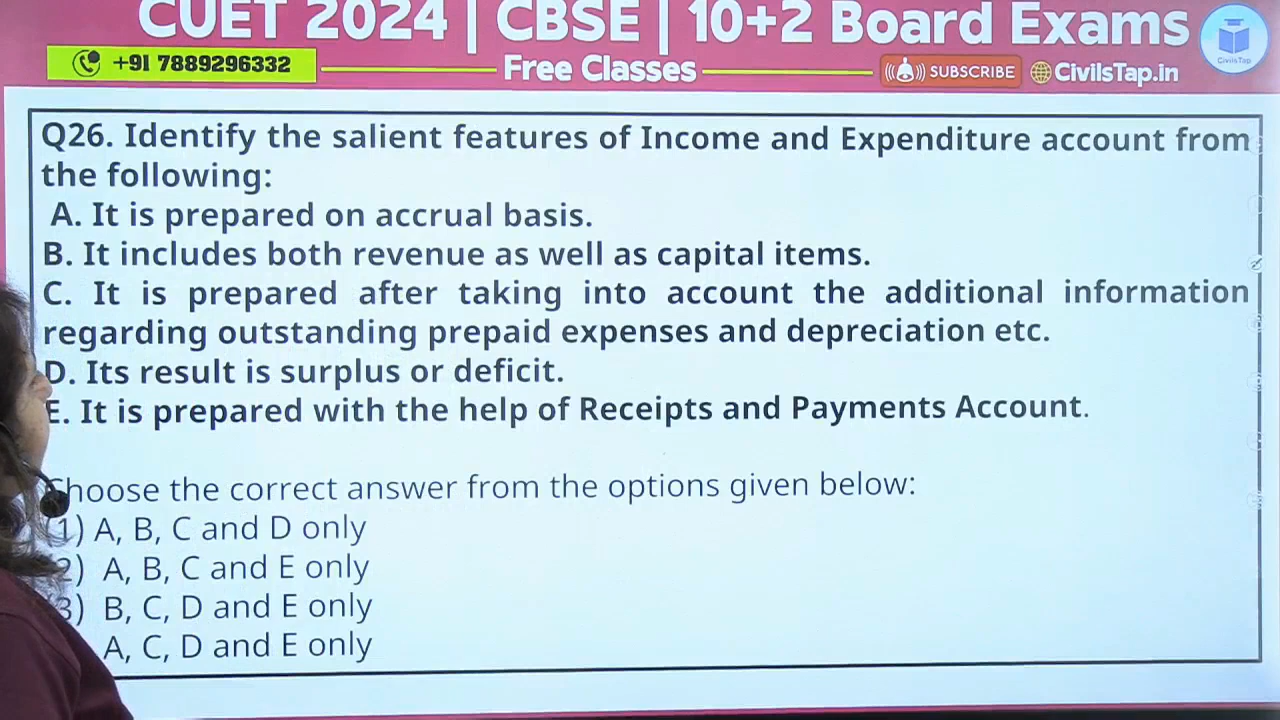 CUET 2024 | CBSE | 10+2 Board Exams
+91 7889296332
Free Classes
SUBSCRIBE
CivilsTap.in
CivilsTap
Q26. Identify the salient features of Income and Expenditure account from
the following:
A. It is prepared on accrual basis.
B. It includes both revenue as well as capital items.
C. It is prepared after taking into account the additional information
regarding outstanding prepaid expenses and depreciation etc.
D. Its result is surplus or deficit.
E. It is prepared with the help of Receipts and Payments Account.
Choose the correct answer from the options given below:
(1) A, B, C and D only
2) A, B, C and E only
3) B, C, D and E only
A, C, D and E only